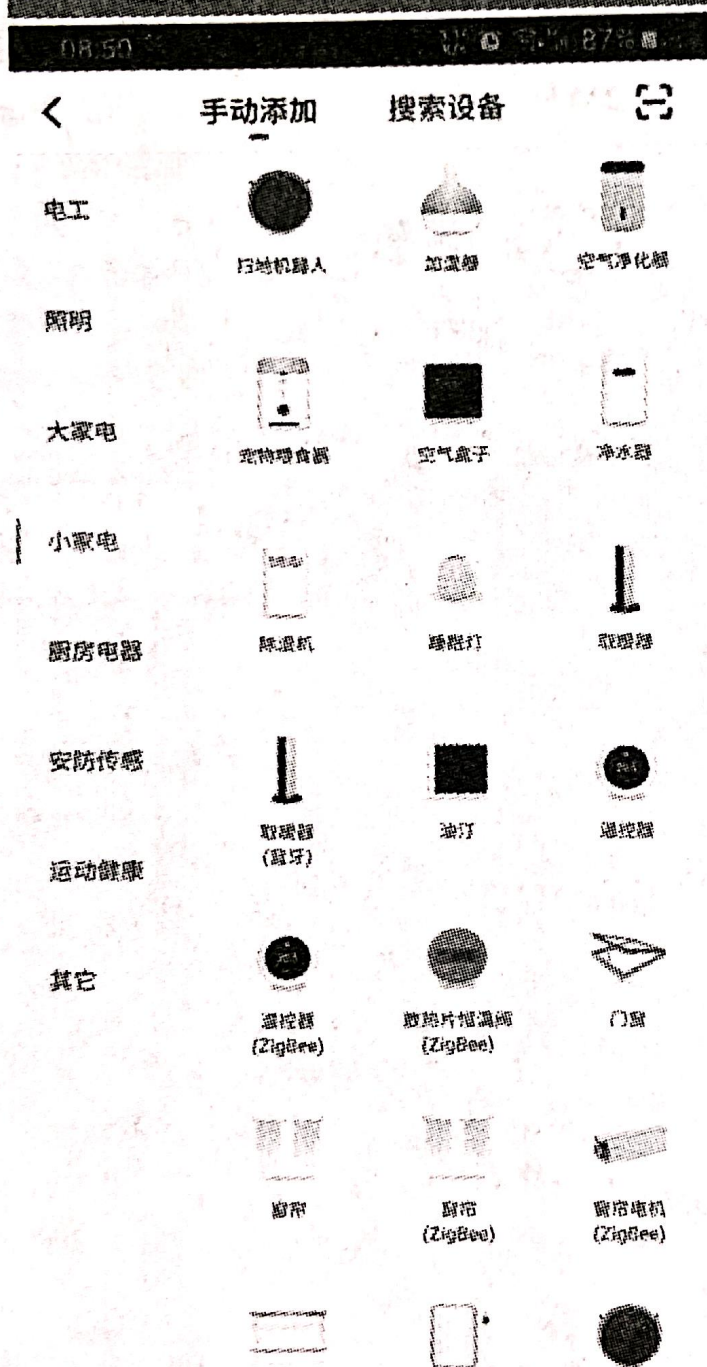 08:50 87%
手动添加 搜索设备
电工
扫地机器人 加湿器 空气净化器
照明
大家电
宠物喂食器 空气盒子 净水器
小家电
除湿机 睡眠灯 取暖器
厨房电器
安防传感
取暖器 油汀 温控器
(蓝牙)
运动健康
其它
温控器 散热片恒温阀 门窗
(ZigBee) (ZigBee)
窗帘 窗帘 窗帘电机
(ZigBee) (ZigBee)